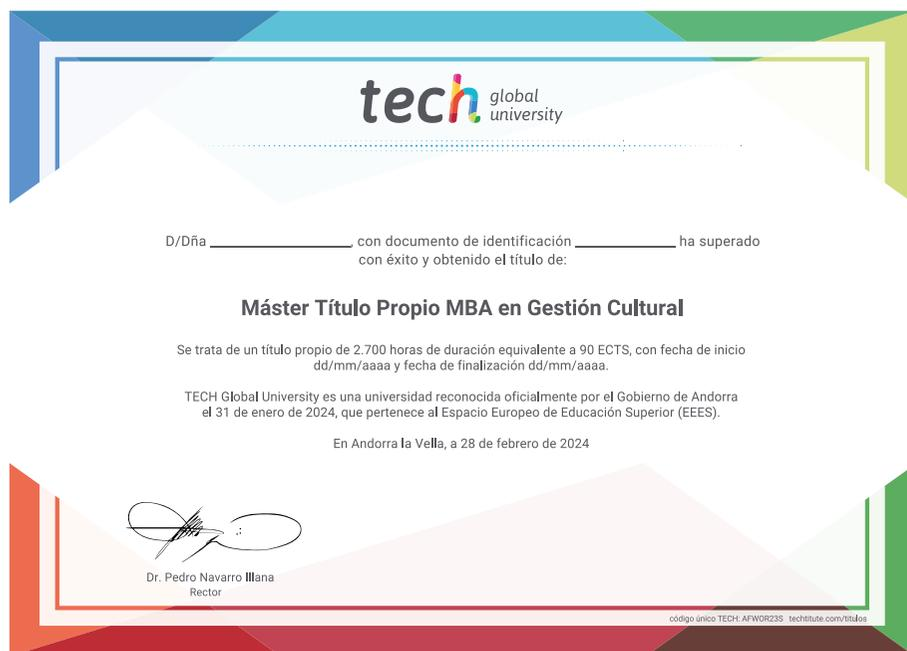 tech global university
D/Dña ____________________, con documento de identificación ______________ ha superado
con éxito y obtenido el título de:
Máster Título Propio MBA en Gestión Cultural
Se trata de un título propio de 2.700 horas de duración equivalente a 90 ECTS, con fecha de inicio
dd/mm/aaaa y fecha de finalización dd/mm/aaaa.
TECH Global University es una universidad reconocida oficialmente por el Gobierno de Andorra
el 31 de enero de 2024, que pertenece al Espacio Europeo de Educación Superior (EEES).
En Andorra la Vella, a 28 de febrero de 2024
Dr. Pedro Navarro Illana
Rector
código único TECH: AFWOR23S techtitute.com/titulos